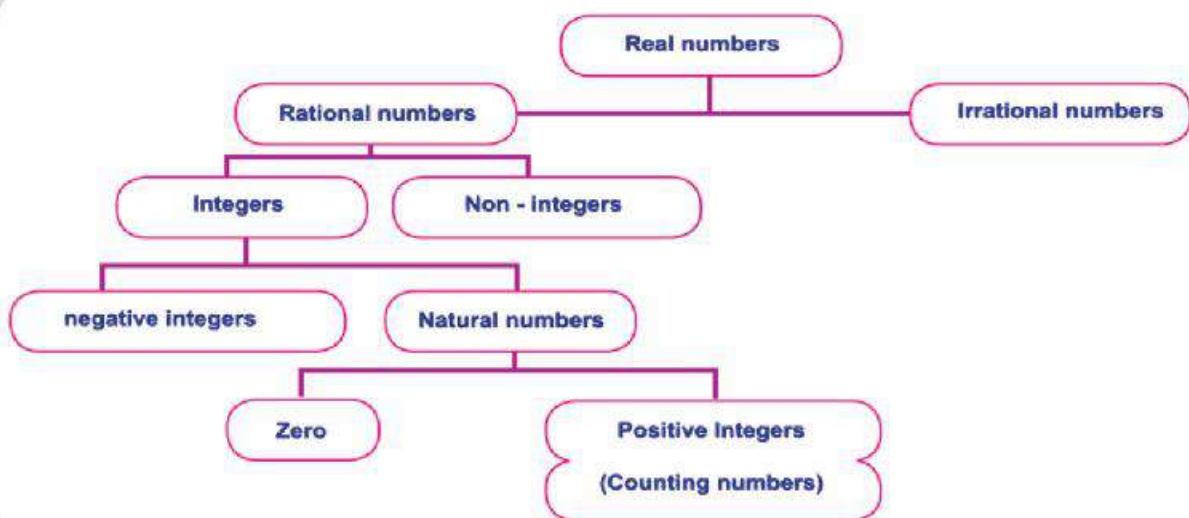 Real numbers
Rational numbers
Irrational numbers
Integers
Non - integers
negative integers
Natural numbers
Zero
Positive Integers
(Counting numbers)